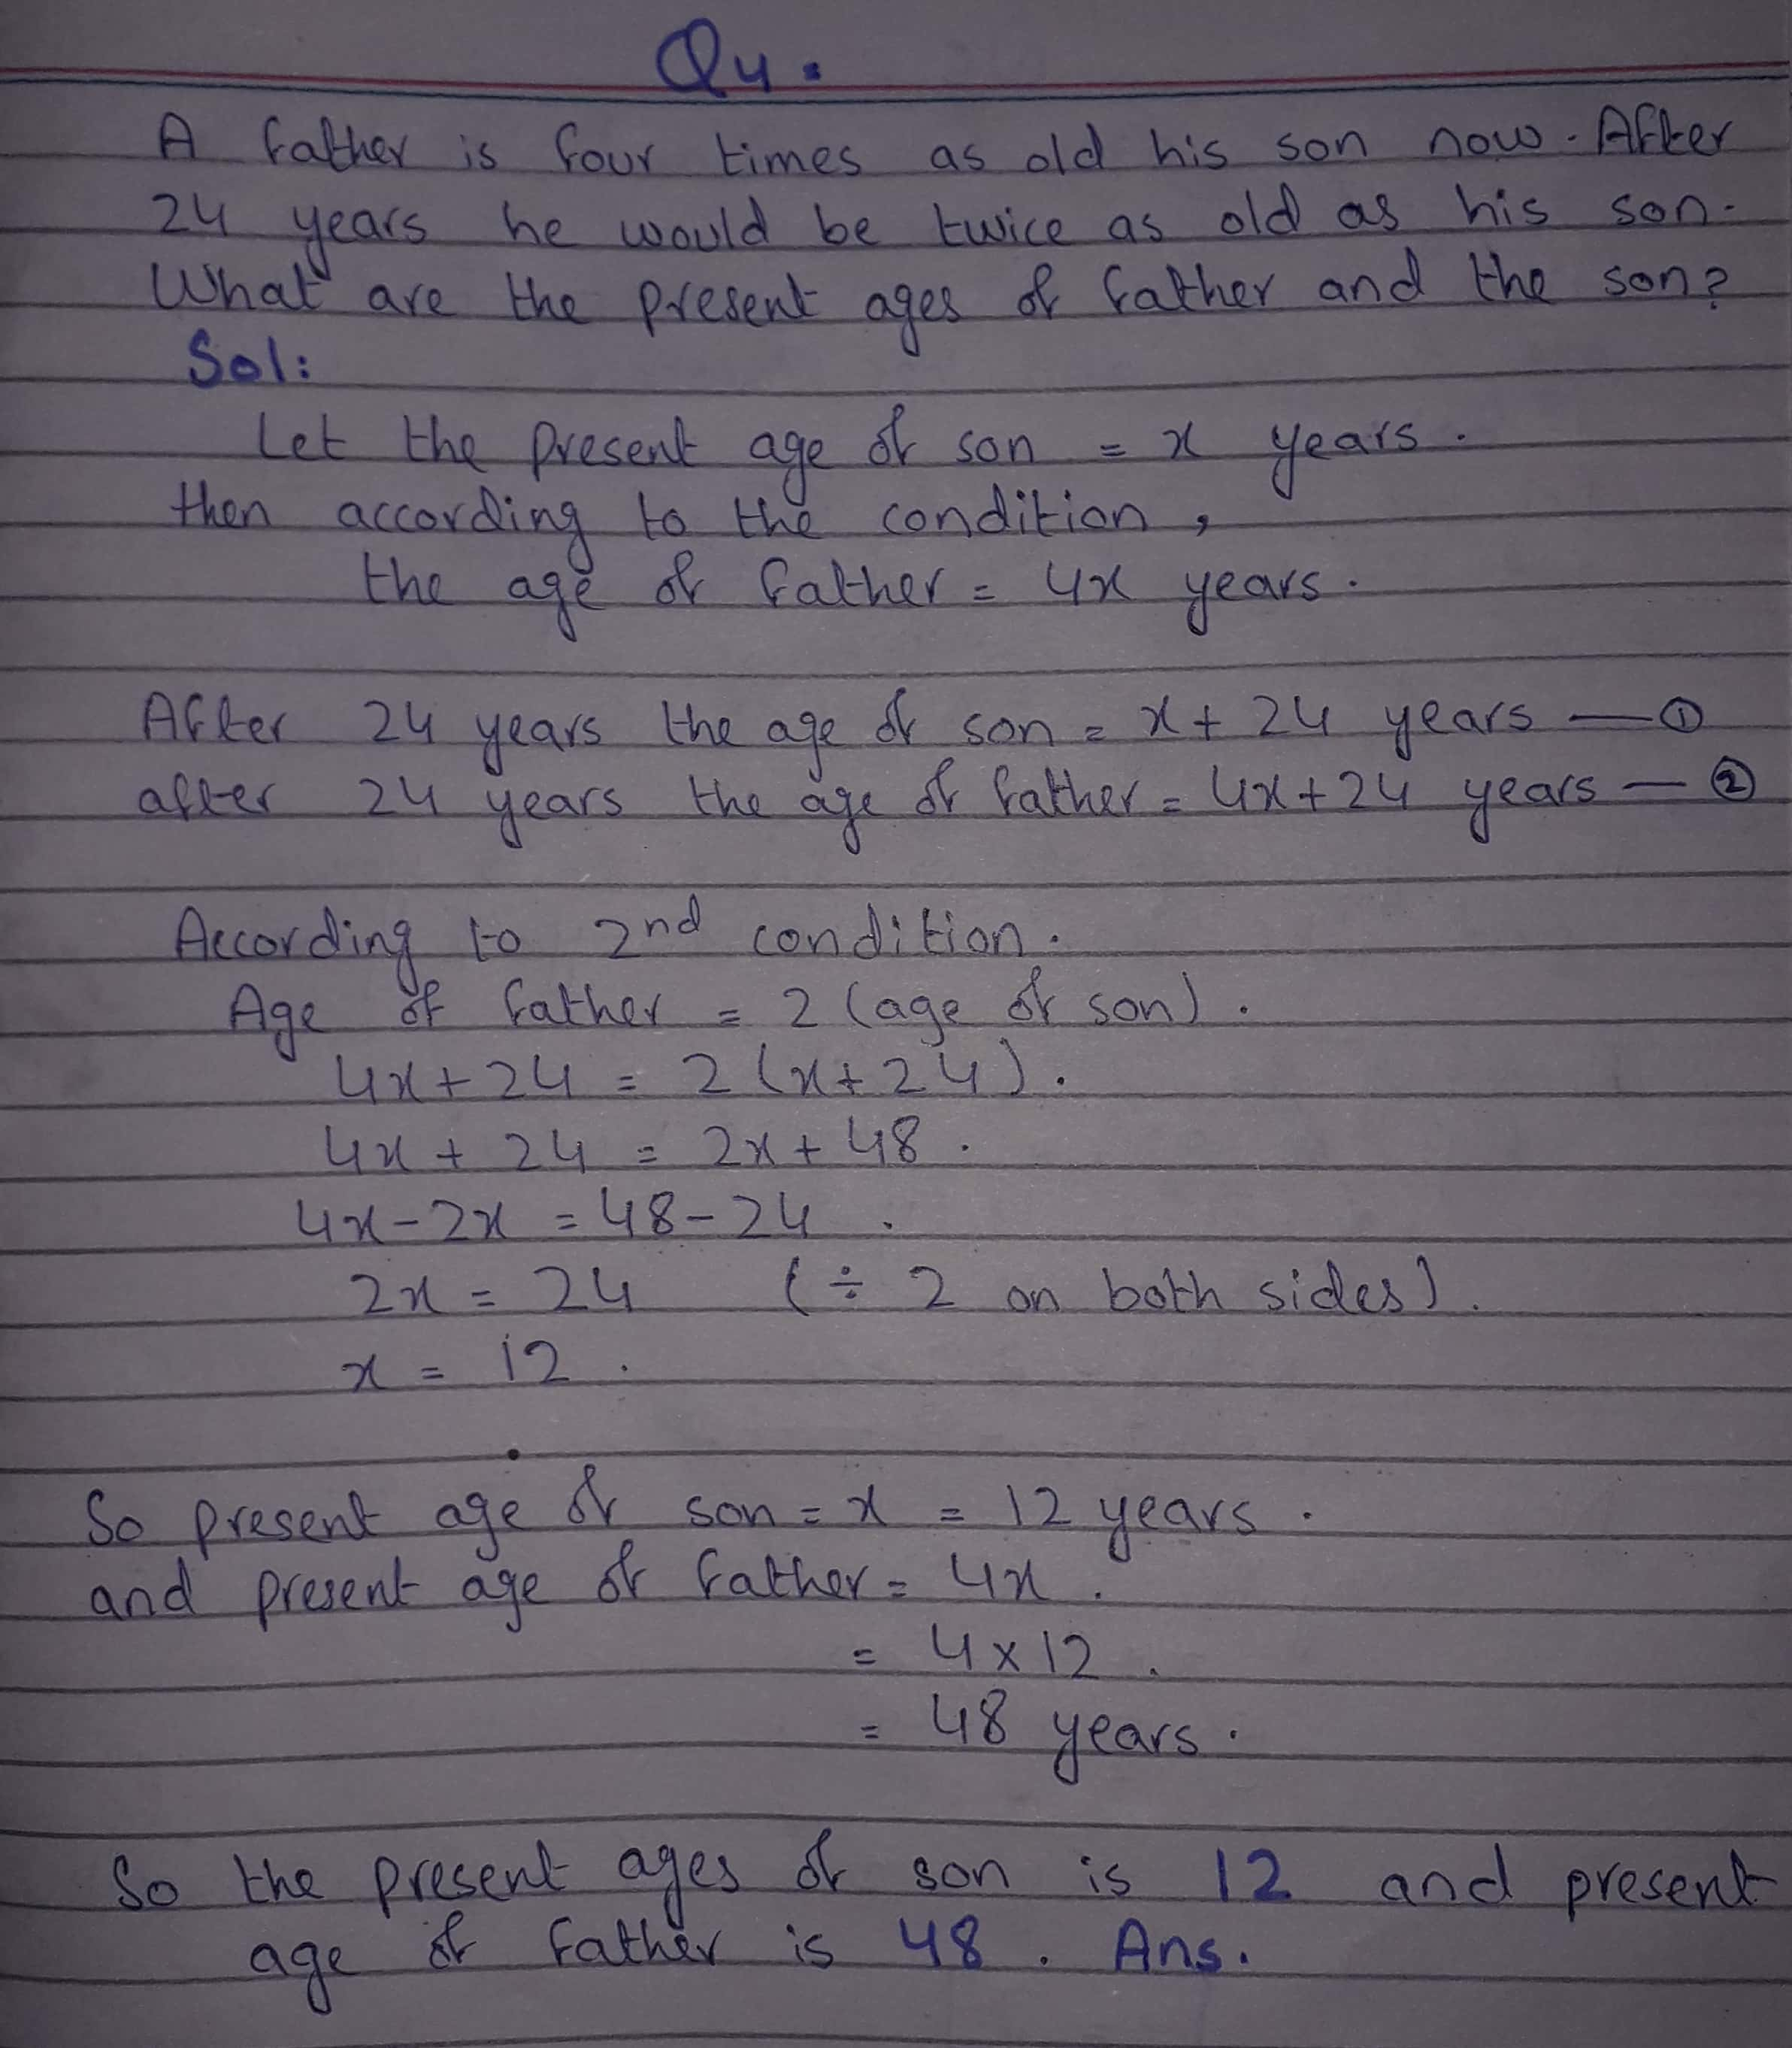 Q4.
A father is four times as old his son now. After
24 years he would be twice as old as his son.
What are the present ages of father and the son?
Sol:
Let the present age of son = x years.
then according to the condition,
the age of father = 4x years.
After 24 years the age of son = x + 24 years — ①
after 24 years the age of father = 4x + 24 years — ②
According to 2nd condition.
Age of father = 2 (age of son).
4x + 24 = 2 (x + 24).
4x + 24 = 2x + 48.
4x - 2x = 48 - 24.
2x = 24 (÷ 2 on both sides).
x = 12.
So present age of son = x = 12 years.
and present age of father = 4x.
= 4 x 12.
= 48 years.
So the present ages of son is 12 and present
age of father is 48. Ans.